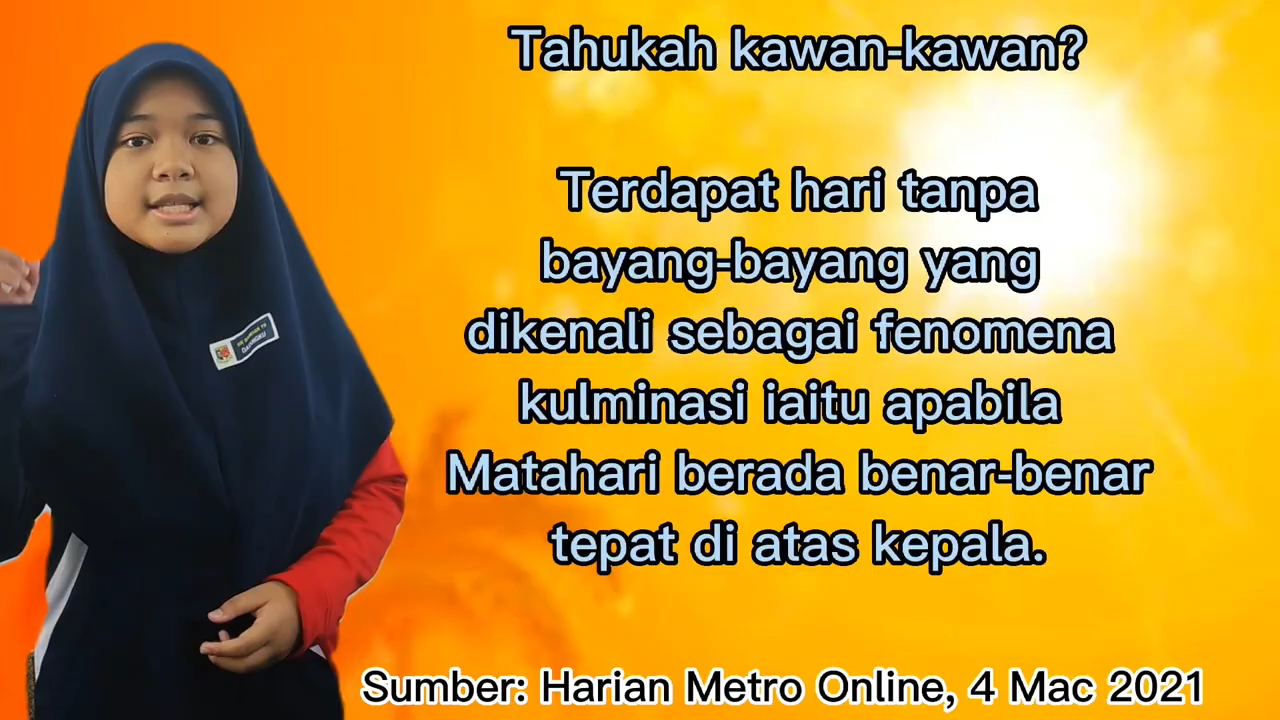 Tahukah kawan-kawan?
Terdapat hari tanpa
bayang-bayang yang
dikenali sebagai fenomena
kulminasi iaitu apabila
Matahari berada benar-benar
tepat di atas kepala.
Sumber: Harian Metro Online, 4 Mac 2021